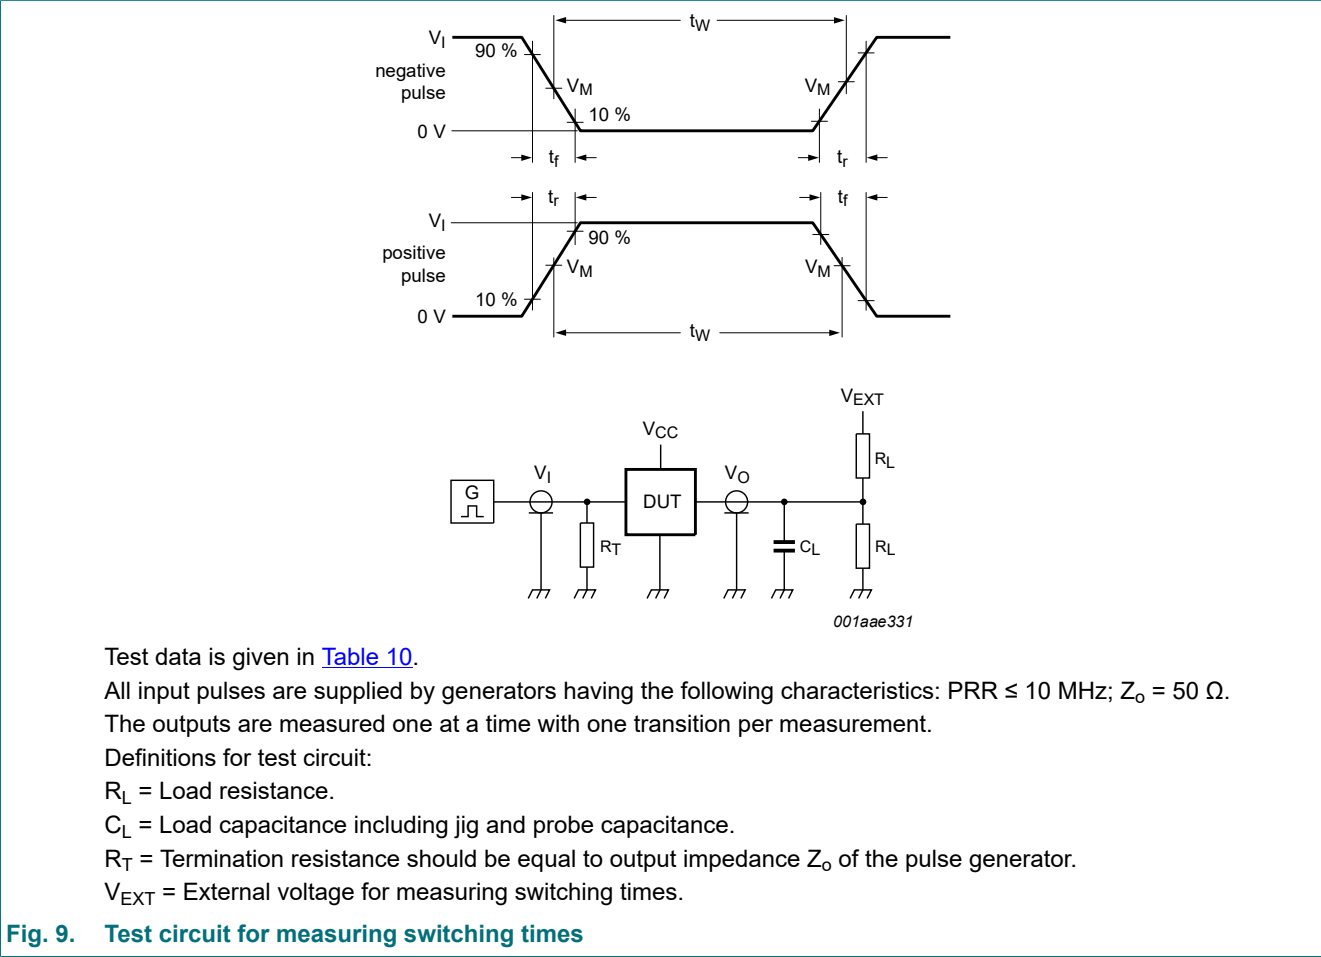 tW
VI
90 %
negative
pulse
VM
VM
10 %
0 V
tf
tr
tr
tf
VI
90 %
positive
pulse
VM
VM
10 %
0 V
tW
VEXT
VCC
RL
VI
VO
G
DUT
RT
CL
RL
001aae331
Test data is given in Table 10.
All input pulses are supplied by generators having the following characteristics: PRR ≤ 10 MHz; Zo = 50 Ω.
The outputs are measured one at a time with one transition per measurement.
Definitions for test circuit:
RL = Load resistance.
CL = Load capacitance including jig and probe capacitance.
RT = Termination resistance should be equal to output impedance Zo of the pulse generator.
VEXT = External voltage for measuring switching times.
Fig. 9. Test circuit for measuring switching times